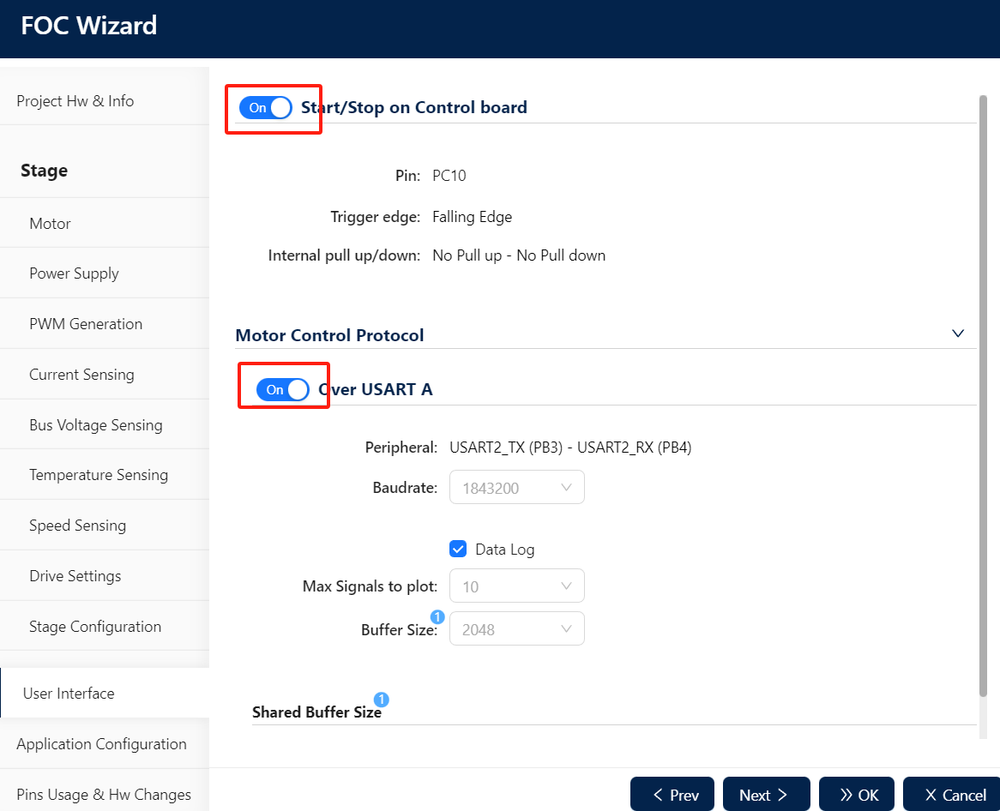 FOC Wizard
Project Hw & Info
Stage
Motor
Power Supply
PWM Generation
Current Sensing
Bus Voltage Sensing
Temperature Sensing
Speed Sensing
Drive Settings
Stage Configuration
User Interface
Application Configuration
Pins Usage & Hw Changes
On Start/Stop on Control board
Pin: PC10
Trigger edge: Falling Edge
Internal pull up/down: No Pull up - No Pull down
Motor Control Protocol
On Over USART A
Peripheral: USART2_TX (PB3) - USART2_RX (PB4)
Baudrate: 1843200
Data Log
Max Signals to plot: 10
Buffer Size: 1 2048
Shared Buffer Size 1
Prev Next OK Cancel